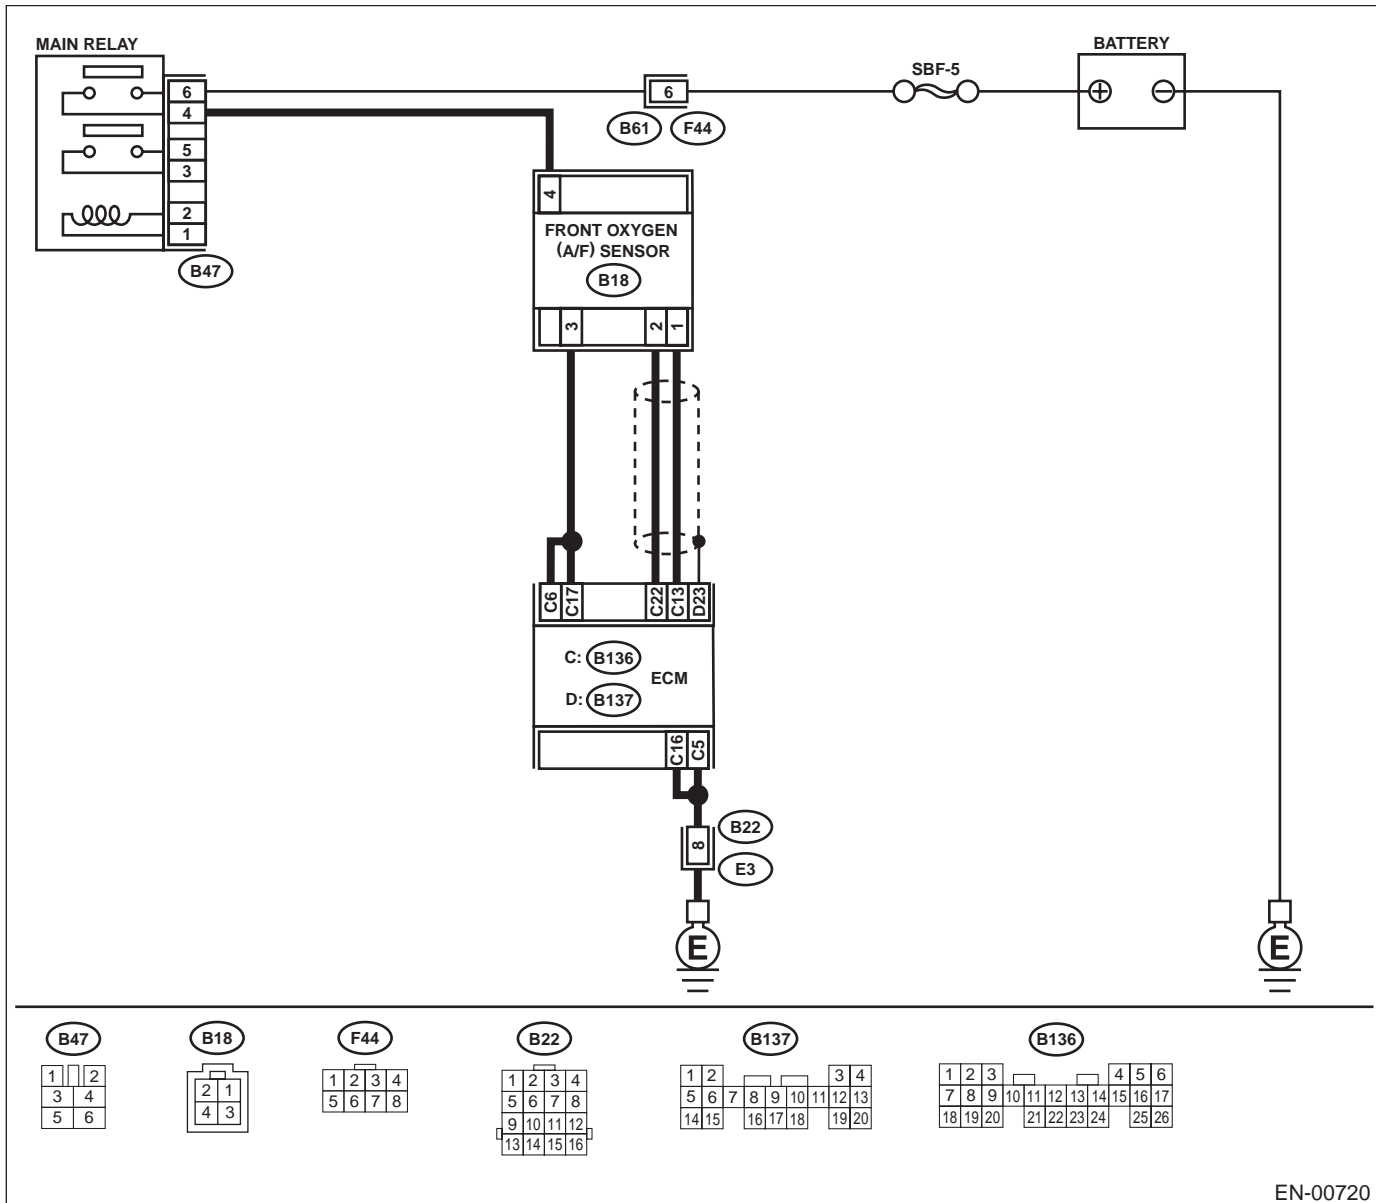 MAIN RELAY
BATTERY
SBF-5
6
4
5
3
2
1
B47
6
B61 F44
+ −
4
FRONT OXYGEN
(A/F) SENSOR
B18
3 2 1
C6 C17 C22 C13 D23
C: B136
ECM
D: B137
C16 C5
B22
8
E3
E E
B47 B18 F44 B22 B137 B136
1 2
3 4
5 6
2 1
4 3
1 2 3 4
5 6 7 8
1 2 3 4
5 6 7 8
9 10 11 12
13 14 15 16
1 2 3 4
5 6 7 8 9 10 11 12 13
14 15 16 17 18 19 20
1 2 3 4 5 6
7 8 9 10 11 12 13 14 15 16 17
18 19 20 21 22 23 24 25 26
EN-00720